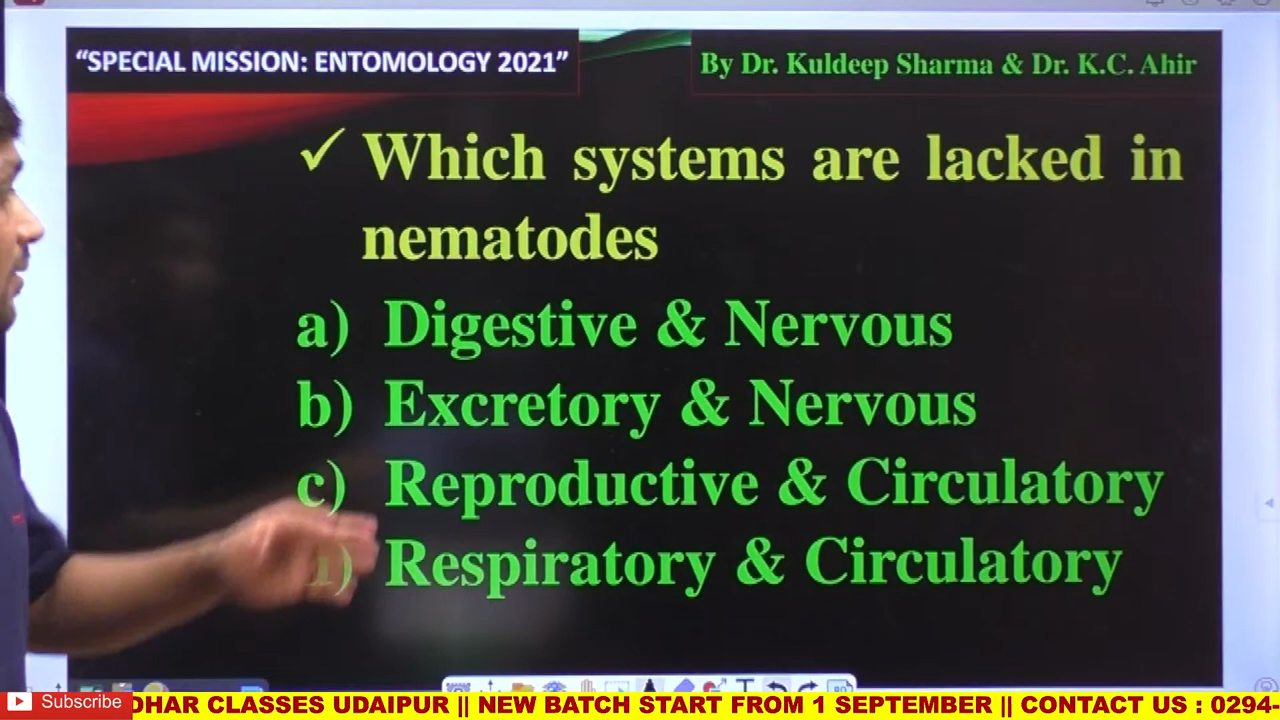 “SPECIAL MISSION: ENTOMOLOGY 2021”
By Dr. Kuldeep Sharma & Dr. K.C. Ahir
✓ Which systems are lacked in
nematodes
a) Digestive & Nervous
b) Excretory & Nervous
c) Reproductive & Circulatory
Respiratory & Circulatory
Subscribe
DHAR CLASSES UDAIPUR || NEW BATCH START FROM 1 SEPTEMBER || CONTACT US : 0294-